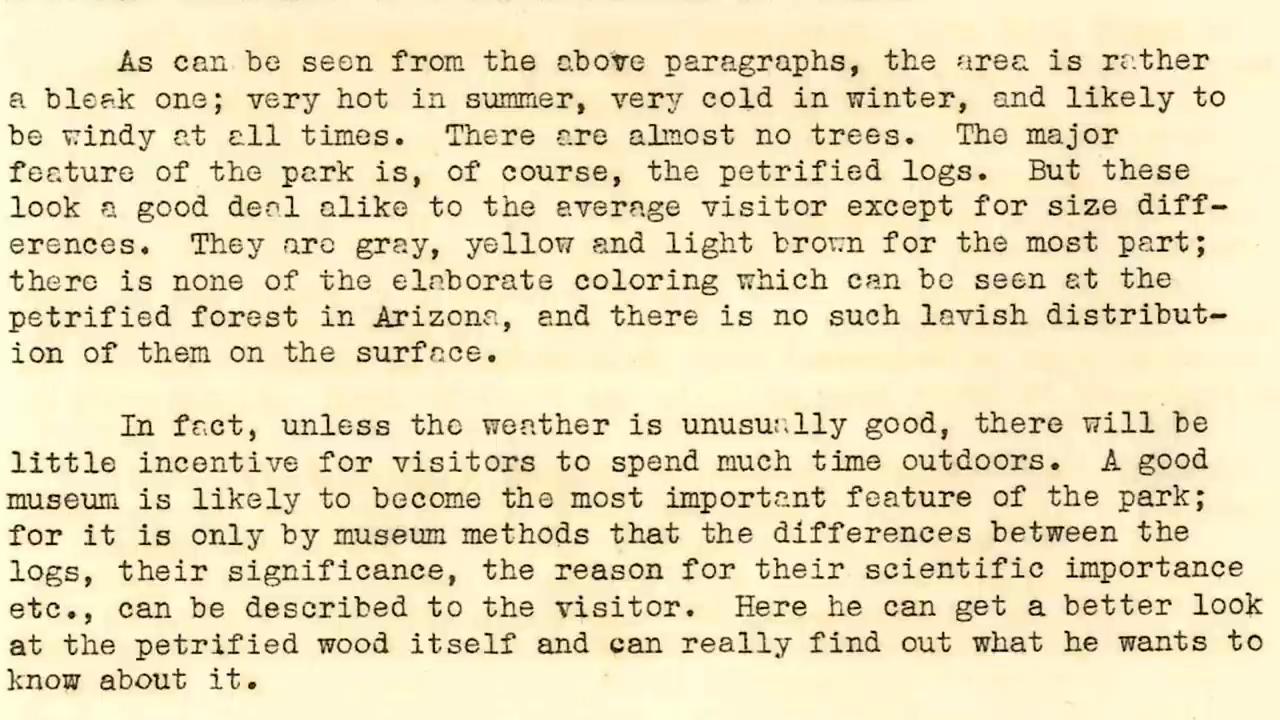 As can be seen from the above paragraphs, the area is rather
a bleak one; very hot in summer, very cold in winter, and likely to
be windy at all times. There are almost no trees. The major
feature of the park is, of course, the petrified logs. But these
look a good deal alike to the average visitor except for size diff-
erences. They are gray, yellow and light brown for the most part;
there is none of the elaborate coloring which can be seen at the
petrified forest in Arizona, and there is no such lavish distribut-
ion of them on the surface.
In fact, unless the weather is unusually good, there will be
little incentive for visitors to spend much time outdoors. A good
museum is likely to become the most important feature of the park;
for it is only by museum methods that the differences between the
logs, their significance, the reason for their scientific importance
etc., can be described to the visitor. Here he can get a better look
at the petrified wood itself and can really find out what he wants to
know about it.